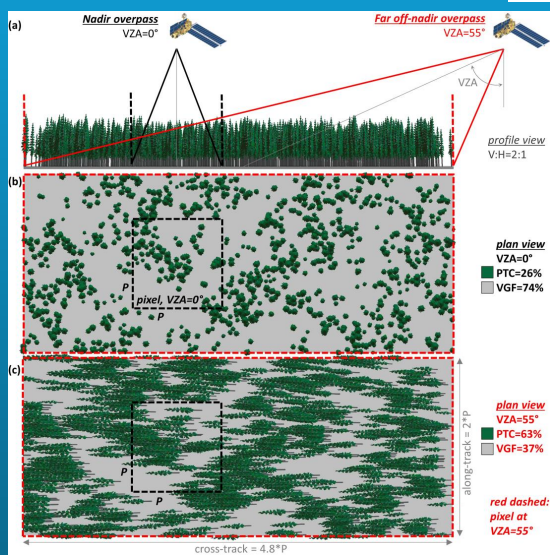 (a)
Nadir overpass
VZA=0°
Far off-nadir overpass
VZA=55°
VZA
profile view
V:H=2:1
(b)
P
pixel, VZA=0°
P
plan view
VZA=0°
PTC=26%
VGF=74%
(c)
P
P
plan view
VZA=55°
PTC=63%
VGF=37%
along-track = 2*P
red dashed:
pixel at
VZA=55°
cross-track = 4.8*P